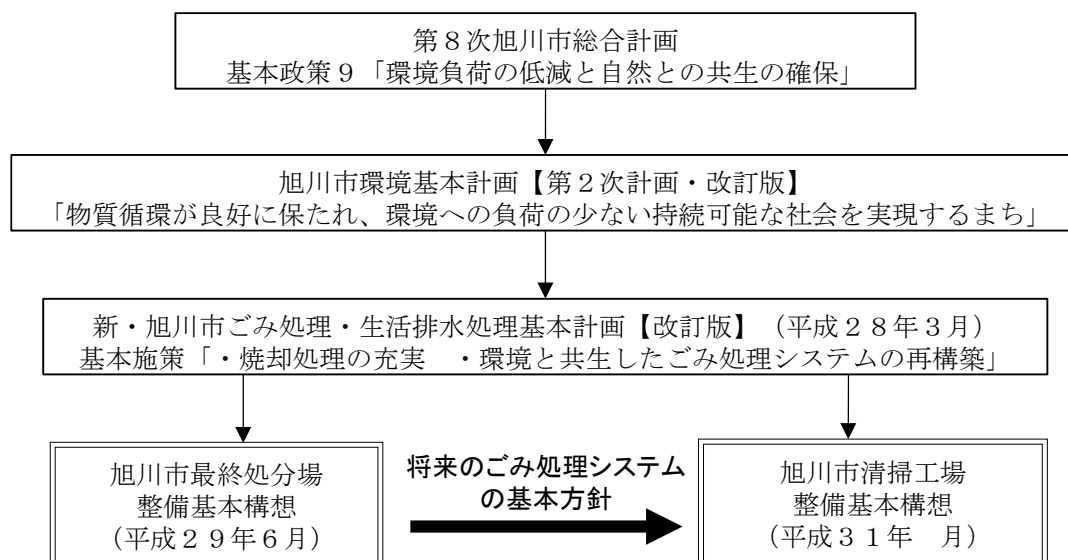 第８次旭川市総合計画
基本政策９「環境負荷の低減と自然との共生の確保」
旭川市環境基本計画【第２次計画・改訂版】
「物質循環が良好に保たれ、環境への負荷の少ない持続可能な社会を実現するまち」
新・旭川市ごみ処理・生活排水処理基本計画【改訂版】（平成２８年３月）
基本施策「・焼却処理の充実　・環境と共生したごみ処理システムの再構築」
旭川市最終処分場
整備基本構想
（平成２９年６月）
将来のごみ処理システム
の基本方針
旭川市清掃工場
整備基本構想
（平成３１年　月）